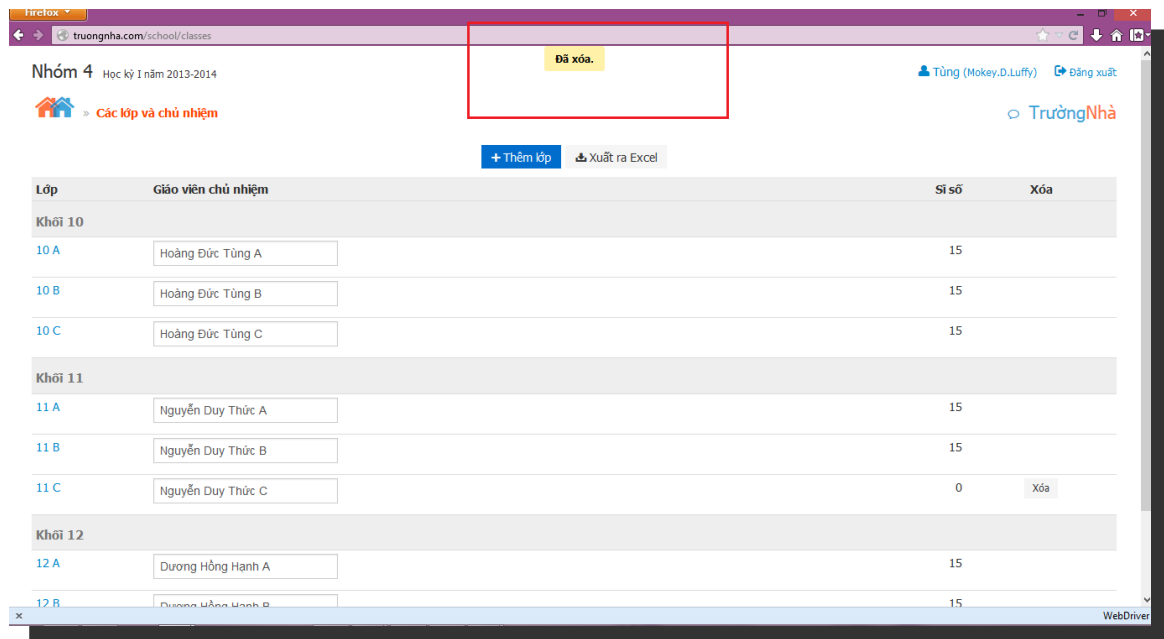 Firefox
truongnha.com/school/classes
Đã xóa.
Nhóm 4 Học kỳ I năm 2013-2014
Tùng (Mokey.D.Luffy) Đăng xuất
» Các lớp và chủ nhiệm
TrườngNhà
+ Thêm lớp Xuất ra Excel
Lớp Giáo viên chủ nhiệm Sĩ số Xóa
Khối 10
10 A Hoàng Đức Tùng A 15
10 B Hoàng Đức Tùng B 15
10 C Hoàng Đức Tùng C 15
Khối 11
11 A Nguyễn Duy Thức A 15
11 B Nguyễn Duy Thức B 15
11 C Nguyễn Duy Thức C 0 Xóa
Khối 12
12 A Dương Hồng Hạnh A 15
12 B Dương Hồng Hạnh B 15
× WebDriver